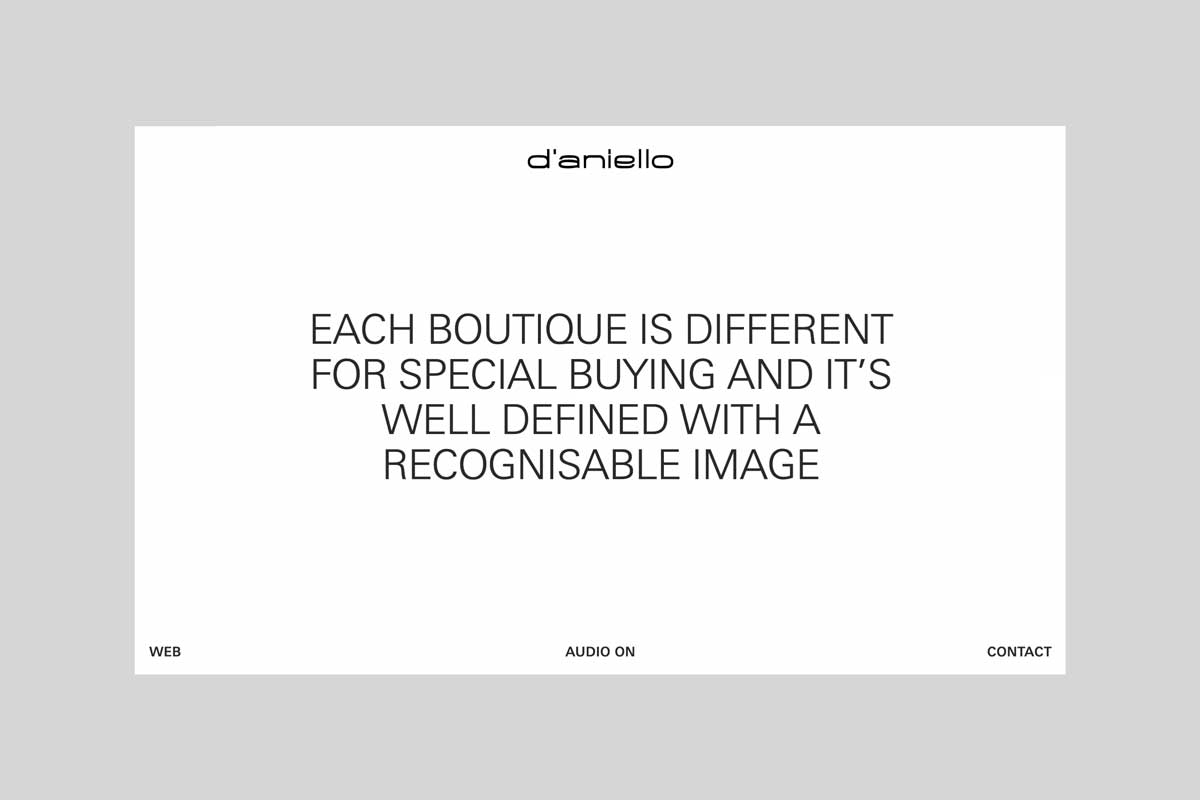 d'aniello
EACH BOUTIQUE IS DIFFERENT
FOR SPECIAL BUYING AND IT’S
WELL DEFINED WITH A
RECOGNISABLE IMAGE
WEB
AUDIO ON
CONTACT